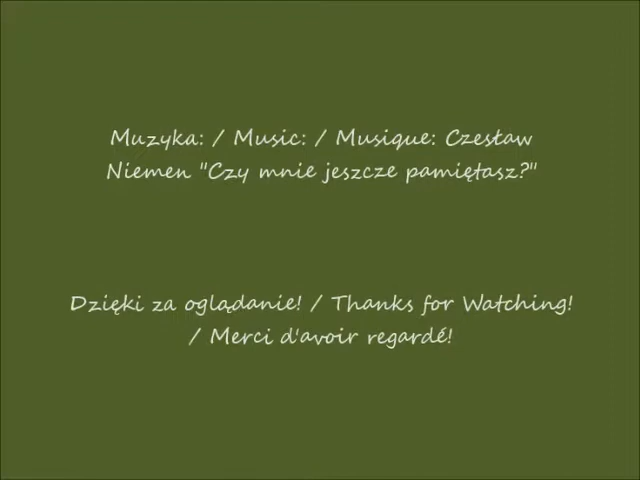 Muzyka: / Music: / Musique: Czesław
Niemen "Czy mnie jeszcze pamiętasz?"
Dzięki za oglądanie! / Thanks for Watching!
/ Merci d'avoir regardé!